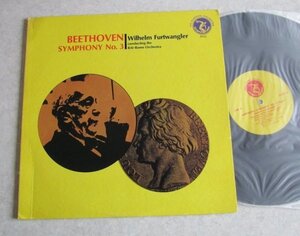 BEETHOVEN
SYMPHONY No. 3
Wilhelm Furtwangler
conducting the
RAI-Rome Orchestra